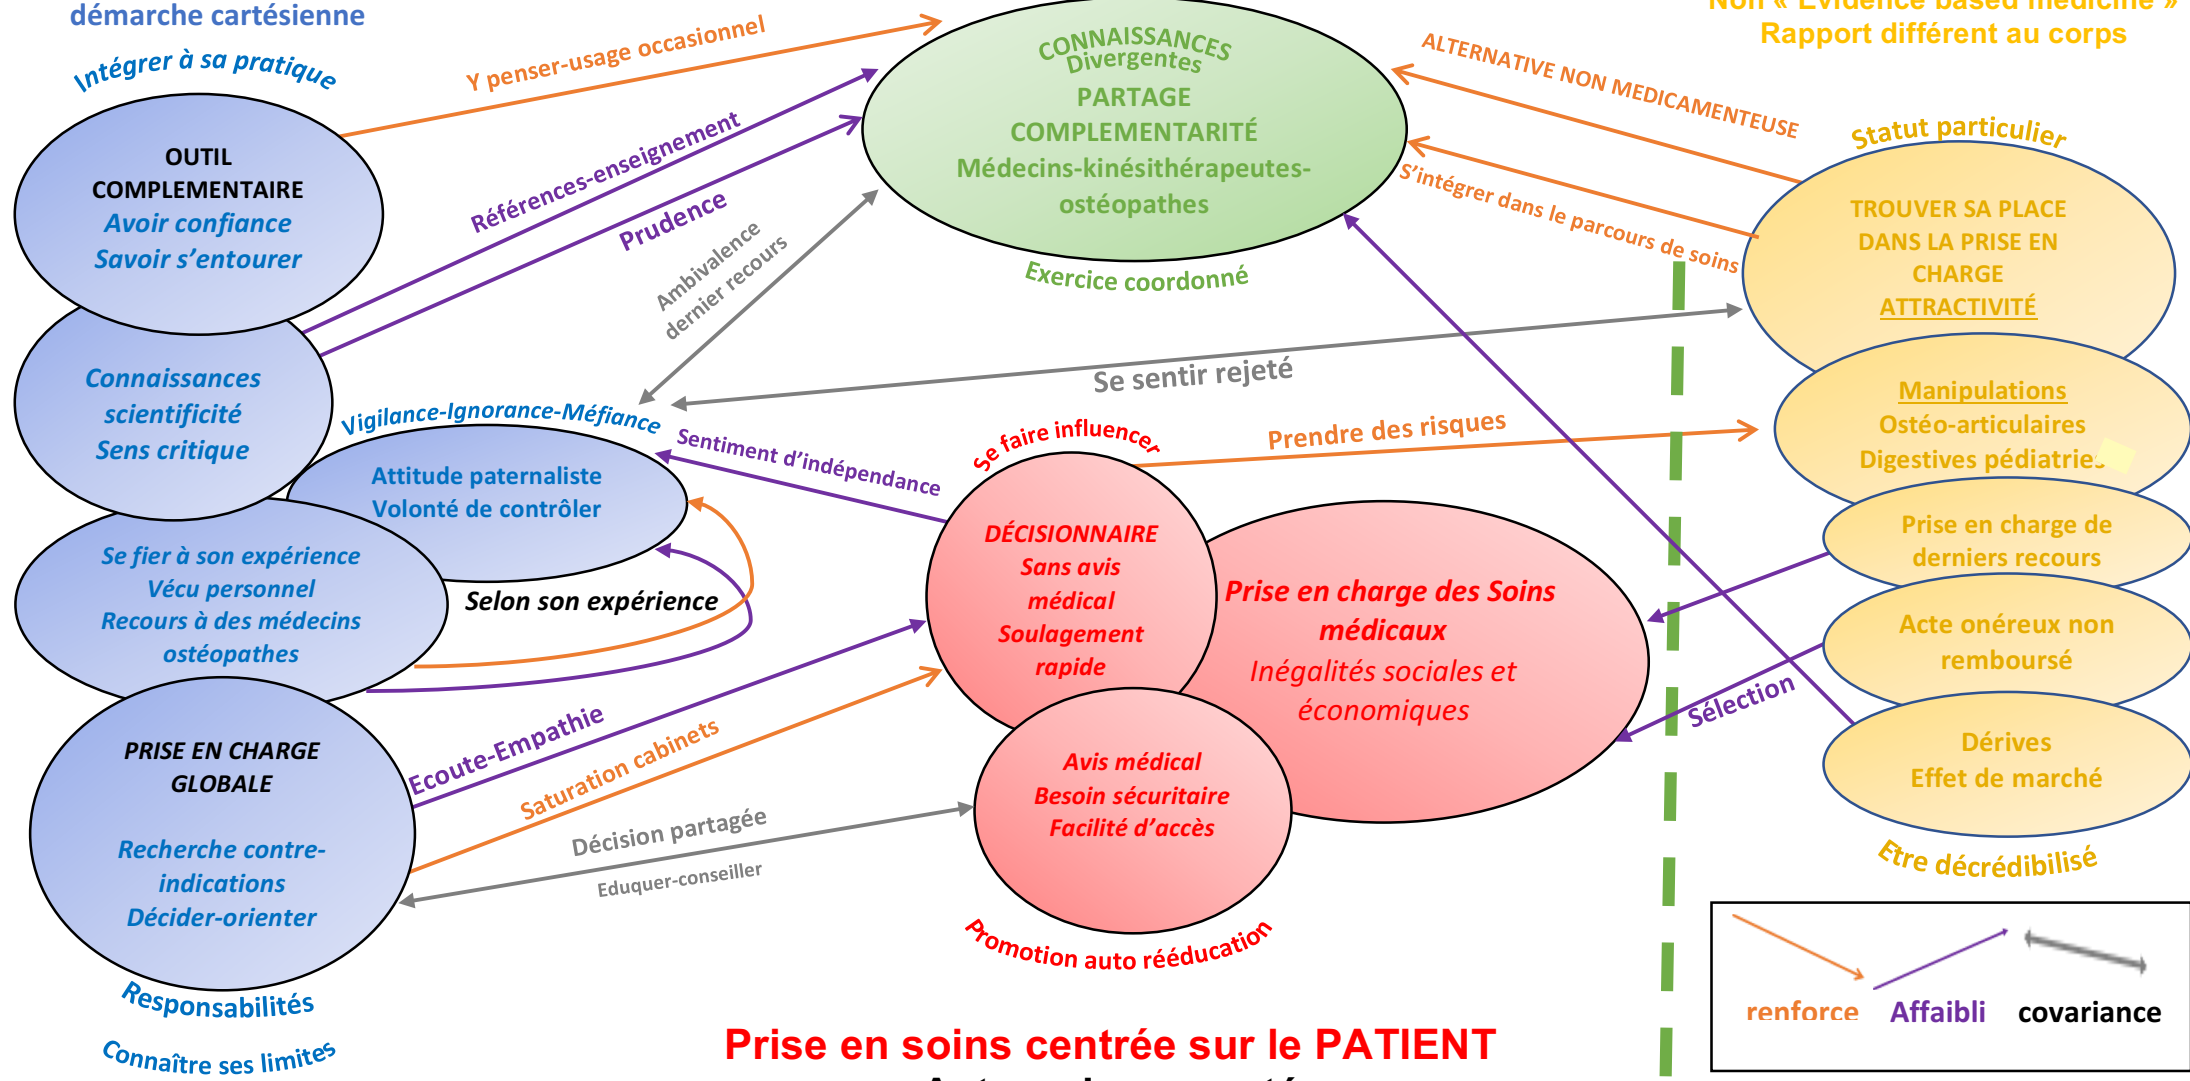 démarche cartésienne
Intégrer à sa pratique
OUTIL
COMPLEMENTAIRE
Avoir confiance
Savoir s'entourer
Connaissances
scientificité
Sens critique
Vigilance-Ignorance-Méfiance
Attitude paternaliste
Volonté de contrôler
Se fier à son expérience
Vécu personnel
Recours à des médecins
ostéopathes
Selon son expérience
PRISE EN CHARGE
GLOBALE
Recherche contre-
indications
Décider-orienter
Responsabilités
Connaître ses limites
Y penser-usage occasionnel
Références-enseignement
Prudence
Ambivalence
dernier recours
CONNAISSANCES
Divergentes
PARTAGE
COMPLEMENTARITÉ
Médecins-kinésithérapeutes-
ostéopathes
Exercice coordonné
Se sentir rejeté
Sentiment d'indépendance
Prendre des risques
Se faire influencer
DÉCISIONNAIRE
Sans avis
médical
Soulagement
rapide
Prise en charge des Soins
médicaux
Inégalités sociales et
économiques
Avis médical
Besoin sécuritaire
Facilité d'accès
Promotion auto rééducation
Ecoute-Empathie
Saturation cabinets
Décision partagée
Eduquer-conseiller
Prise en soins centrée sur le PATIENT
Non « Evidence based medicine »
Rapport différent au corps
ALTERNATIVE NON MEDICAMENTEUSE
S'intégrer dans le parcours de soins
Statut particulier
TROUVER SA PLACE
DANS LA PRISE EN
CHARGE
ATTRACTIVITÉ
Manipulations
Ostéo-articulaires
Digestives pédiatries
Prise en charge de
derniers recours
Acte onéreux non
remboursé
Sélection
Dérives
Effet de marché
Etre décrédibilisé
renforce Affaibli covariance